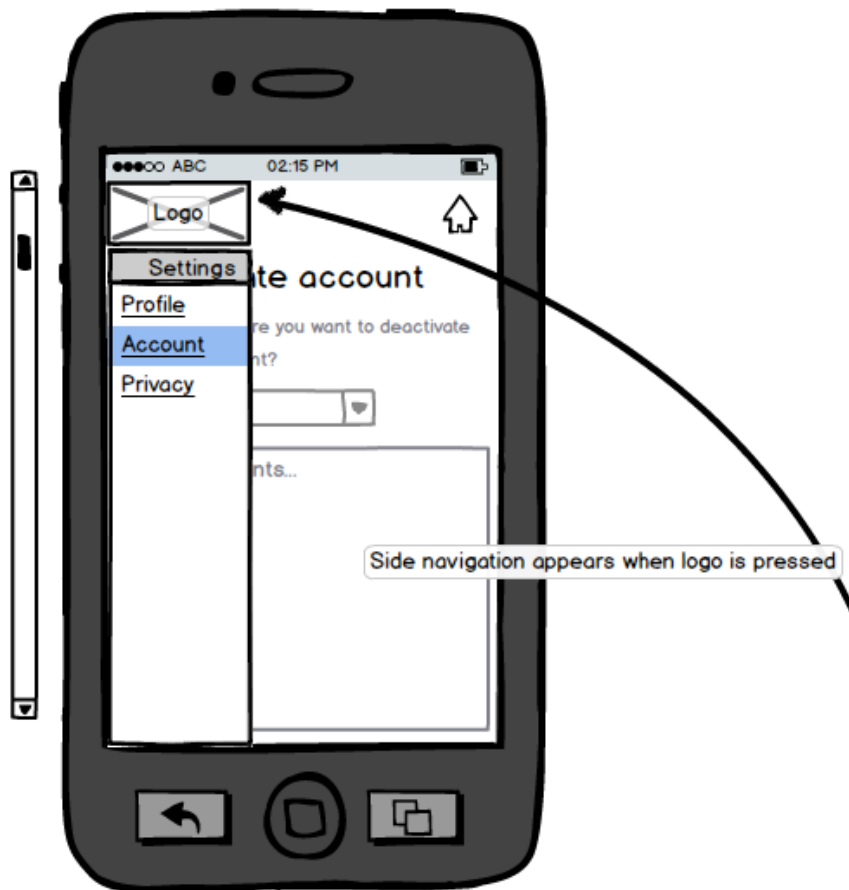 ABC 02:15 PM
Logo
Settings
te account
Profile
re you want to deactivate
Account
nt?
Privacy
nts...
Side navigation appears when logo is pressed